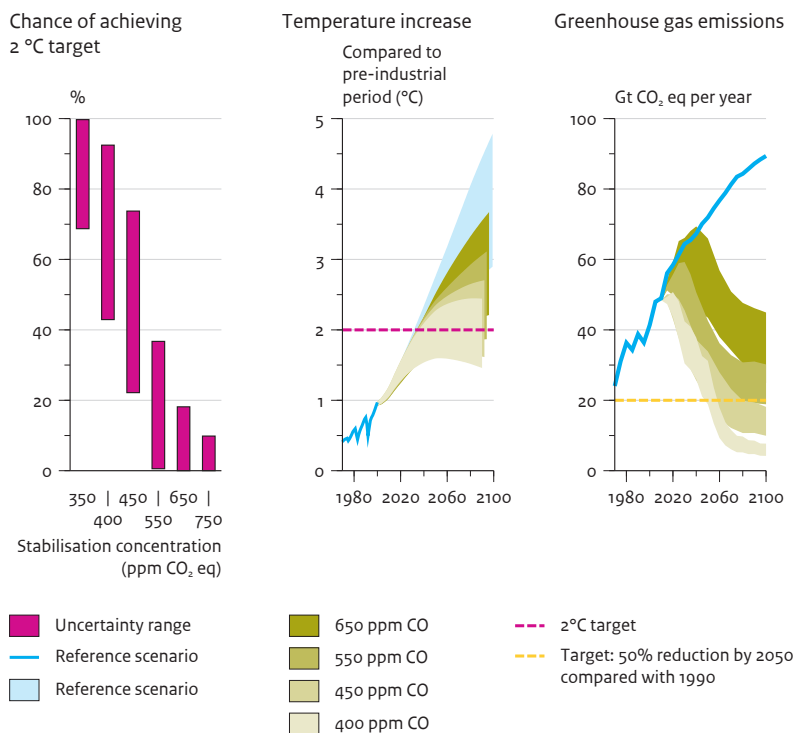 Chance of achieving
2 °C target
%
100
80
60
40
20
0
350 | 450 | 650 |
400 550 750
Stabilisation concentration
(ppm CO₂ eq)
Temperature increase
Compared to
pre-industrial
period (°C)
5
4
3
2
1
0
1980 2020 2060 2100
Greenhouse gas emissions
Gt CO₂ eq per year
100
80
60
40
20
0
1980 2020 2060 2100
Uncertainty range
Reference scenario
Reference scenario
650 ppm CO
550 ppm CO
450 ppm CO
400 ppm CO
2°C target
Target: 50% reduction by 2050
compared with 1990